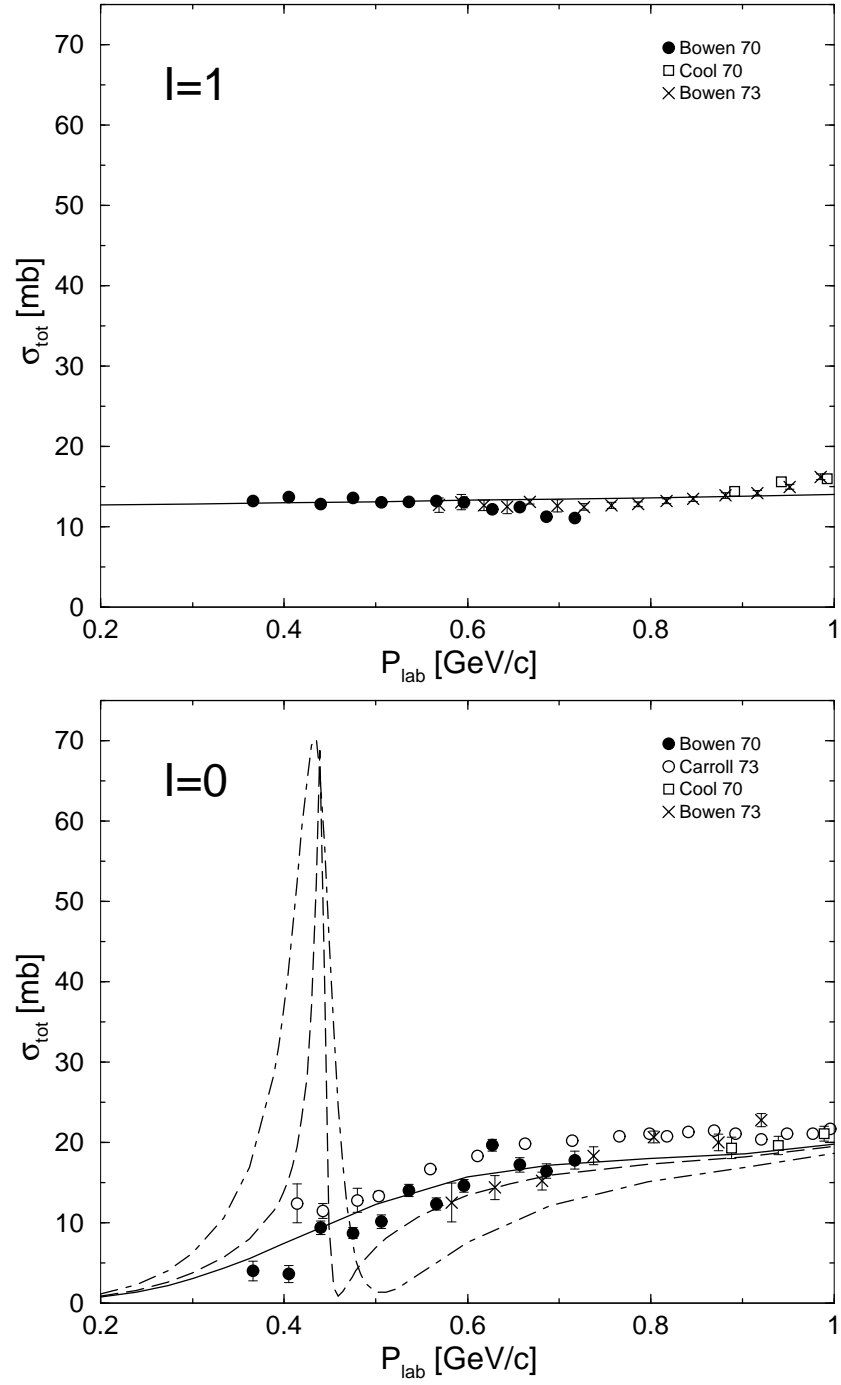 70
60
50
40
30
20
10
0
σtot [mb]
I=1
Bowen 70
Cool 70
Bowen 73
0.2 0.4 0.6 0.8 1
Plab [GeV/c]
70
60
50
40
30
20
10
0
σtot [mb]
I=0
Bowen 70
Carroll 73
Cool 70
Bowen 73
0.2 0.4 0.6 0.8 1
Plab [GeV/c]